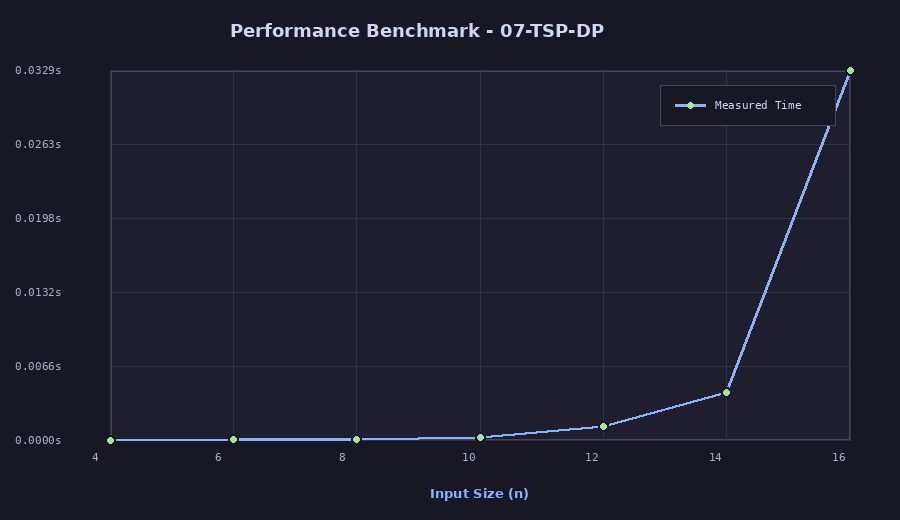 Performance Benchmark - 07-TSP-DP
0.0329s
Measured Time
0.0263s
0.0198s
0.0132s
0.0066s
0.0000s
4 6 8 10 12 14 16
Input Size (n)